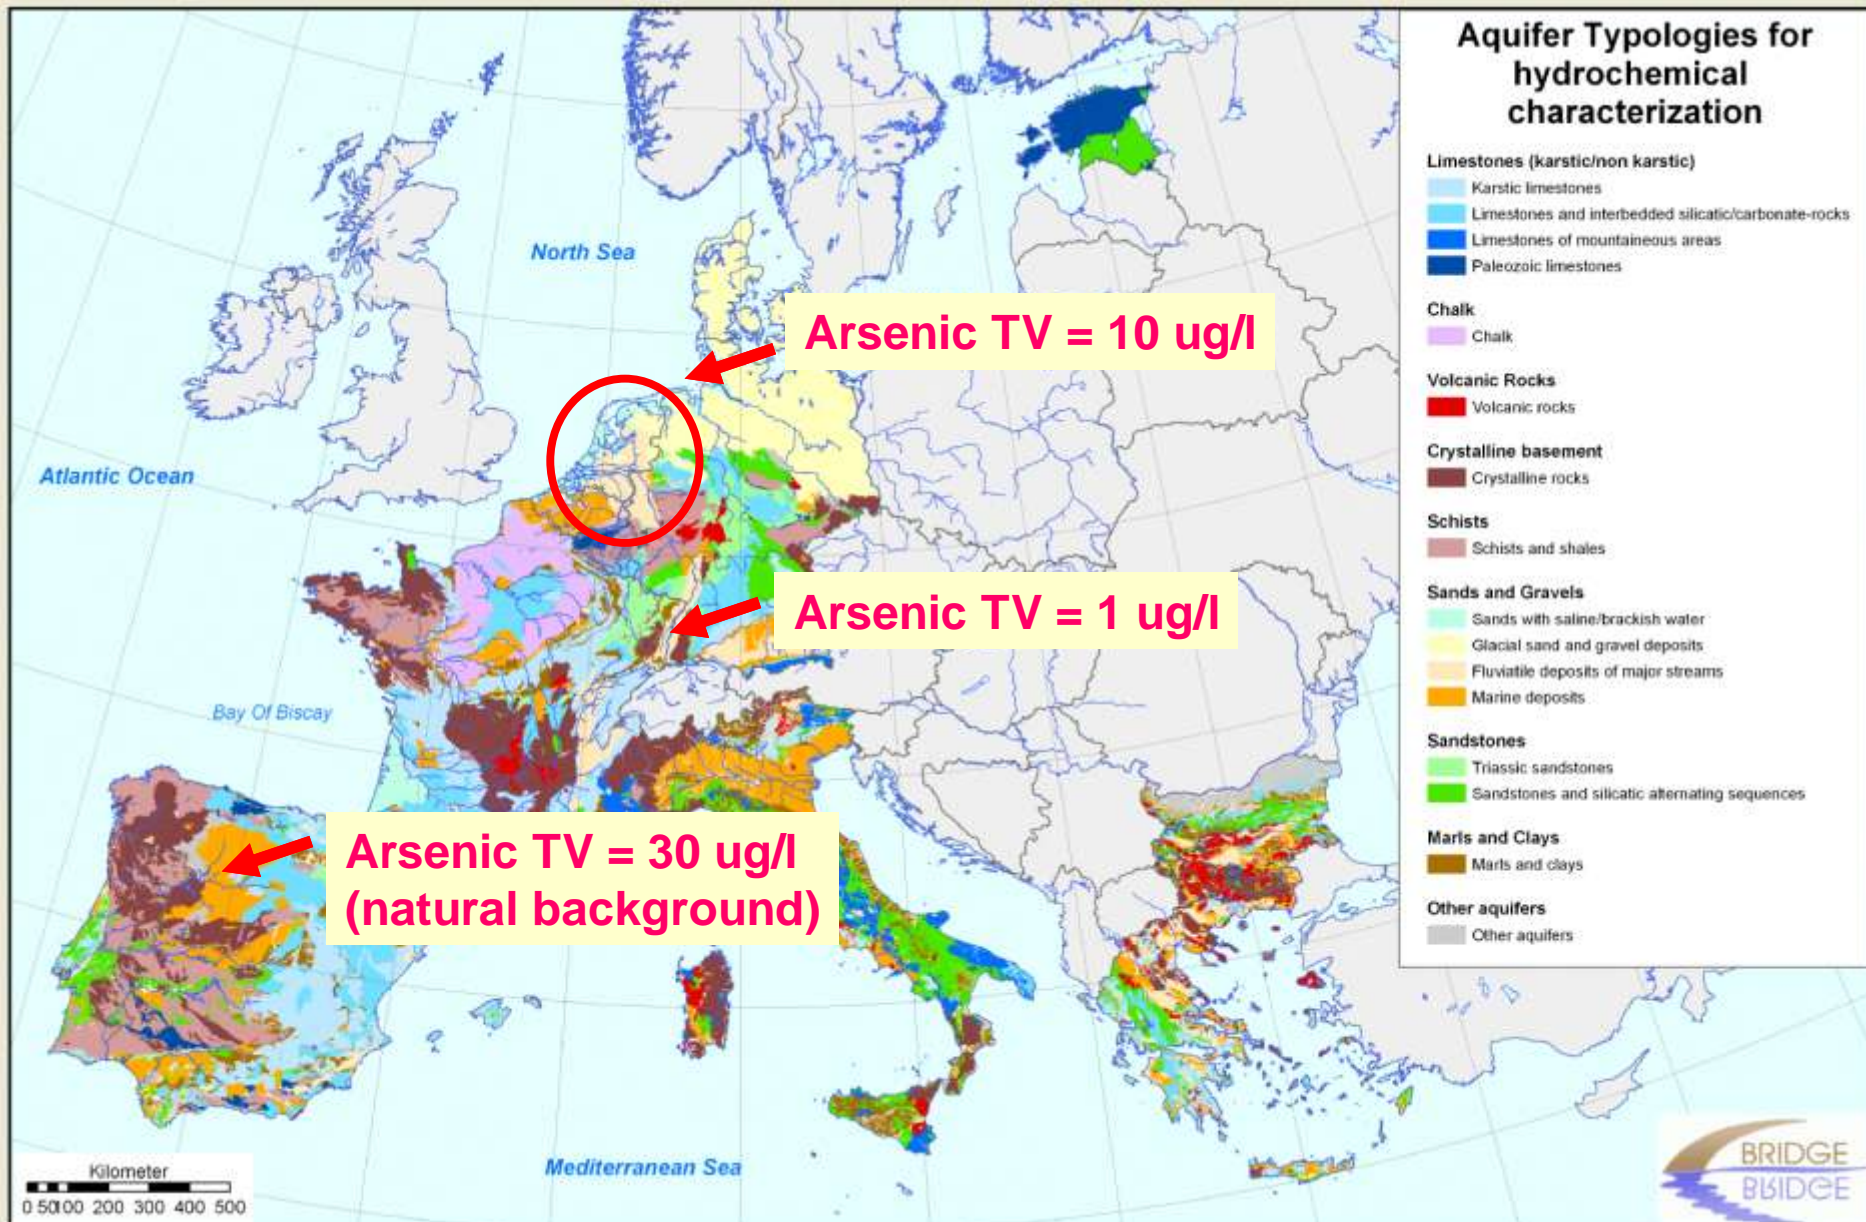 Aquifer Typologies for
hydrochemical
characterization
Limestones (karstic/non karstic)
Karstic limestones
Limestones and interbedded silicatic/carbonate-rocks
Limestones of mountaineous areas
Paleozoic limestones
Chalk
Chalk
Volcanic Rocks
Volcanic rocks
Crystalline basement
Crystalline rocks
Schists
Schists and shales
Sands and Gravels
Sands with saline/brackish water
Glacial sand and gravel deposits
Fluviatile deposits of major streams
Marine deposits
Sandstones
Triassic sandstones
Sandstones and silicatic alternating sequences
Marls and Clays
Marls and clays
Other aquifers
Other aquifers
North Sea
Arsenic TV = 10 ug/l
Atlantic Ocean
Arsenic TV = 1 ug/l
Bay Of Biscay
Arsenic TV = 30 ug/l
(natural background)
Mediterranean Sea
Kilometer
0 50100 200 300 400 500
BRIDGE
BRIDGE